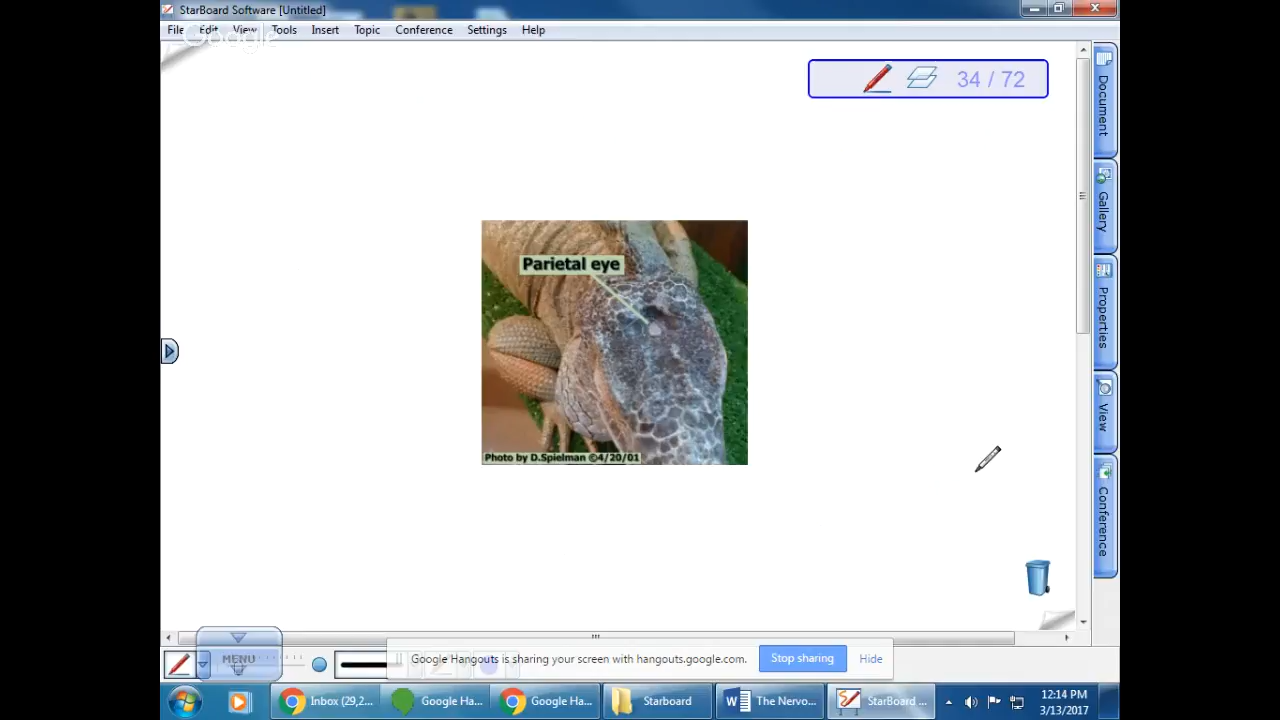 StarBoard Software [Untitled]
File Edit View Tools Insert Topic Conference Settings Help
Google
34 / 72
Document
Gallery
Properties
View
Conference
Parietal eye
Photo by D.Spielman ©4/20/01
MENU
Google Hangouts is sharing your screen with hangouts.google.com. Stop sharing Hide
Inbox (29,2... Google Ha... Google Ha... Starboard The Nervo... StarBoard ...
12:14 PM
3/13/2017